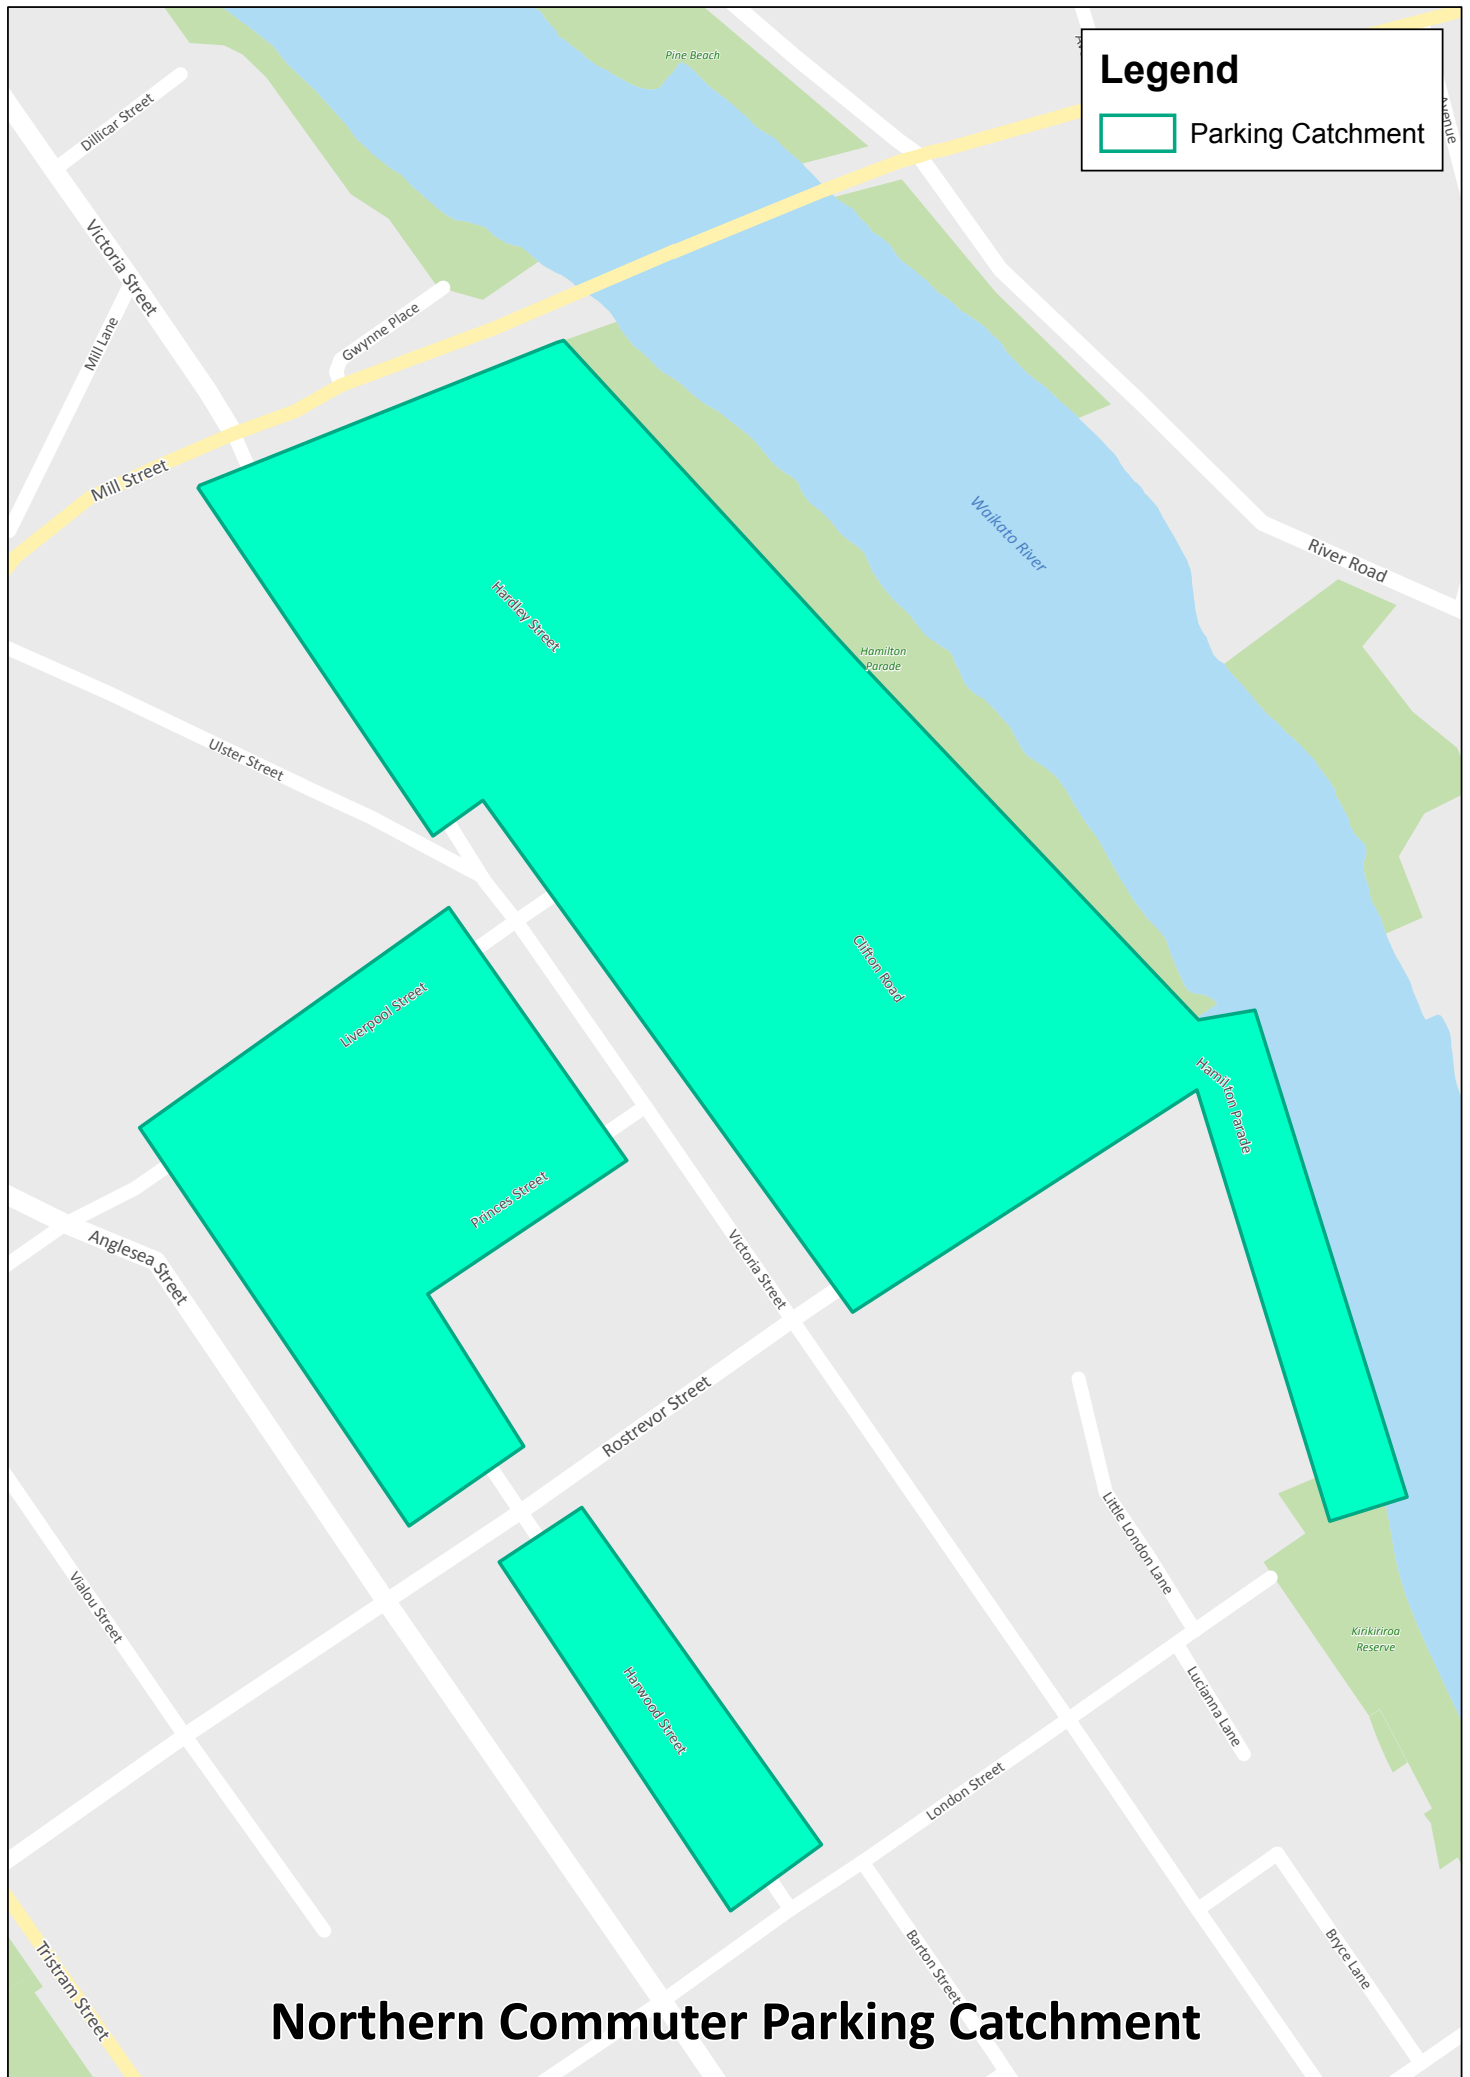 Pine Beach
Legend
Parking Catchment
Avenue
Dillicar Street
Victoria Street
Mill Lane
Gwynne Place
Mill Street
Waikato River
River Road
Hardley Street
Hamilton
Parade
Ulster Street
Clifton Road
Liverpool Street
Hamilton Parade
Princes Street
Anglesea Street
Victoria Street
Rostrevor Street
Little London Lane
Vialou Street
Kirikiriroa
Reserve
Harwood Street
Lucianna Lane
London Street
Barton Street
Bryce Lane
Tristram Street
Northern Commuter Parking Catchment